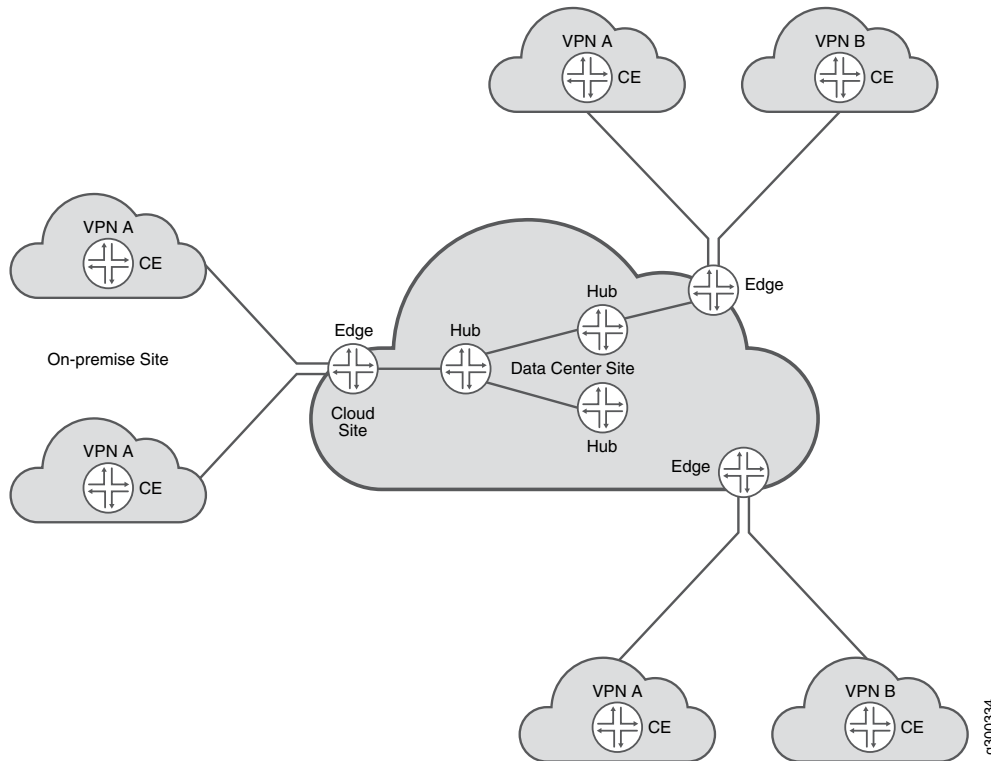 VPN A
CE
VPN B
CE
VPN A
CE
On-premise Site
VPN A
CE
Edge
Cloud
Site
Hub
Hub
Data Center Site
Hub
Edge
Edge
VPN A
CE
VPN B
CE
g300334